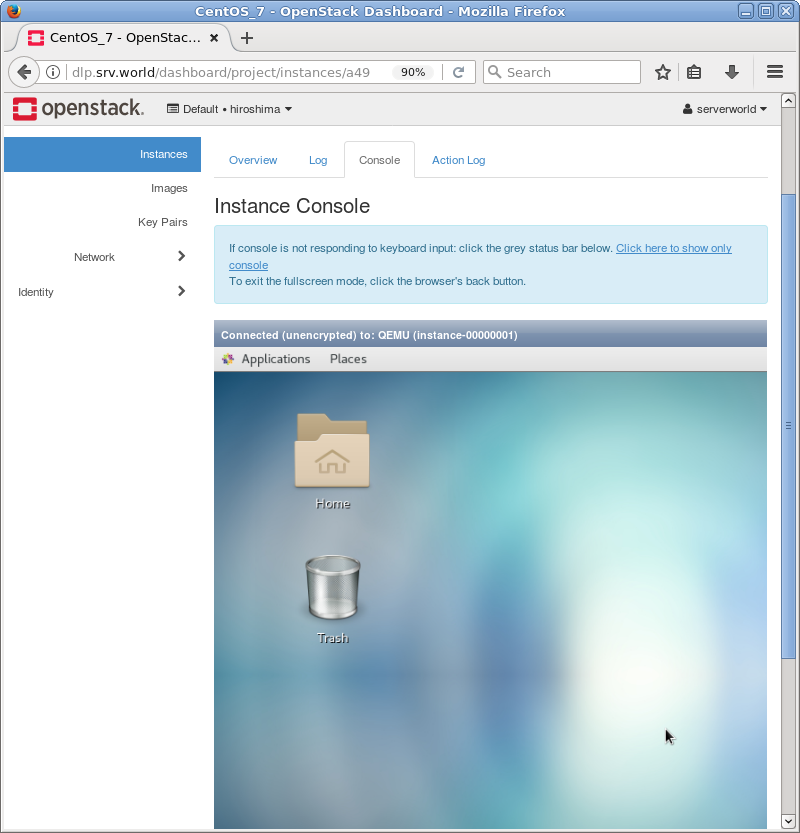 CentOS_7 - OpenStack Dashboard - Mozilla Firefox
CentOS_7 - OpenStac...
dlp.srv.world/dashboard/project/instances/a49
90%
Search
openstack.
Default • hiroshima
serverworld
Instances
Images
Key Pairs
Network
Identity
Overview
Log
Console
Action Log
Instance Console
If console is not responding to keyboard input: click the grey status bar below. Click here to show only
console
To exit the fullscreen mode, click the browser's back button.
Connected (unencrypted) to: QEMU (instance-00000001)
Applications
Places
Home
Trash